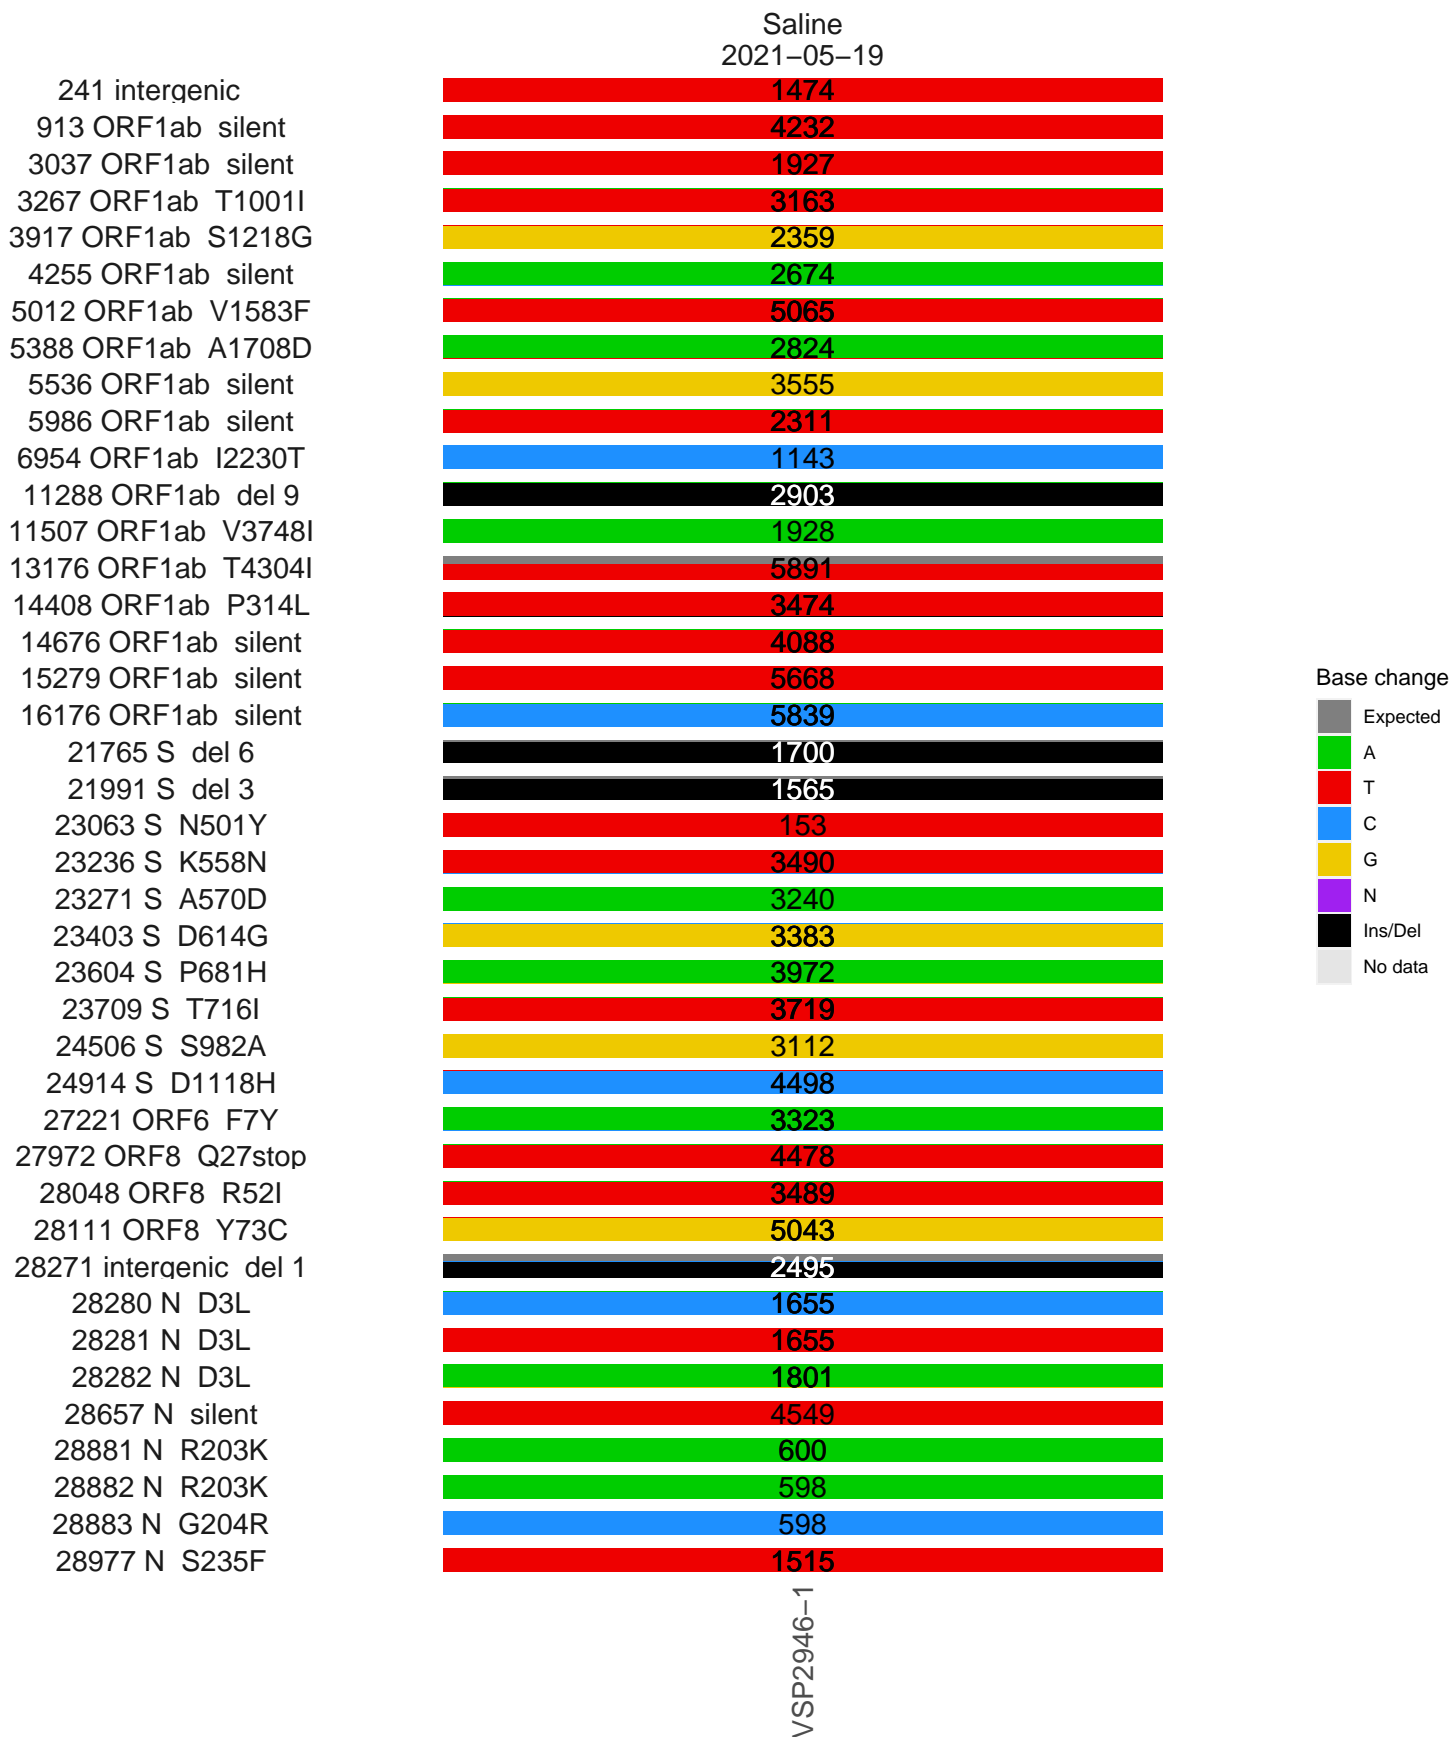 Saline
2021−05−19
241 intergenic 1474
913 ORF1ab silent 4232
3037 ORF1ab silent 1927
3267 ORF1ab T1001I 3163
3917 ORF1ab S1218G 2359
4255 ORF1ab silent 2674
5012 ORF1ab V1583F 5065
5388 ORF1ab A1708D 2824
5536 ORF1ab silent 3555
5986 ORF1ab silent 2311
6954 ORF1ab I2230T 1143
11288 ORF1ab del 9 2903
11507 ORF1ab V3748I 1928
13176 ORF1ab T4304I 5891
14408 ORF1ab P314L 3474
14676 ORF1ab silent 4088
15279 ORF1ab silent 5668
16176 ORF1ab silent 5839
21765 S del 6 1700
21991 S del 3 1565
23063 S N501Y 153
23236 S K558N 3490
23271 S A570D 3240
23403 S D614G 3383
23604 S P681H 3972
23709 S T716I 3719
24506 S S982A 3112
24914 S D1118H 4498
27221 ORF6 F7Y 3323
27972 ORF8 Q27stop 4478
28048 ORF8 R52I 3489
28111 ORF8 Y73C 5043
28271 intergenic del 1 2495
28280 N D3L 1655
28281 N D3L 1655
28282 N D3L 1801
28657 N silent 4549
28881 N R203K 600
28882 N R203K 598
28883 N G204R 598
28977 N S235F 1515
VSP2946−1
Base change
Expected
A
T
C
G
N
Ins/Del
No data